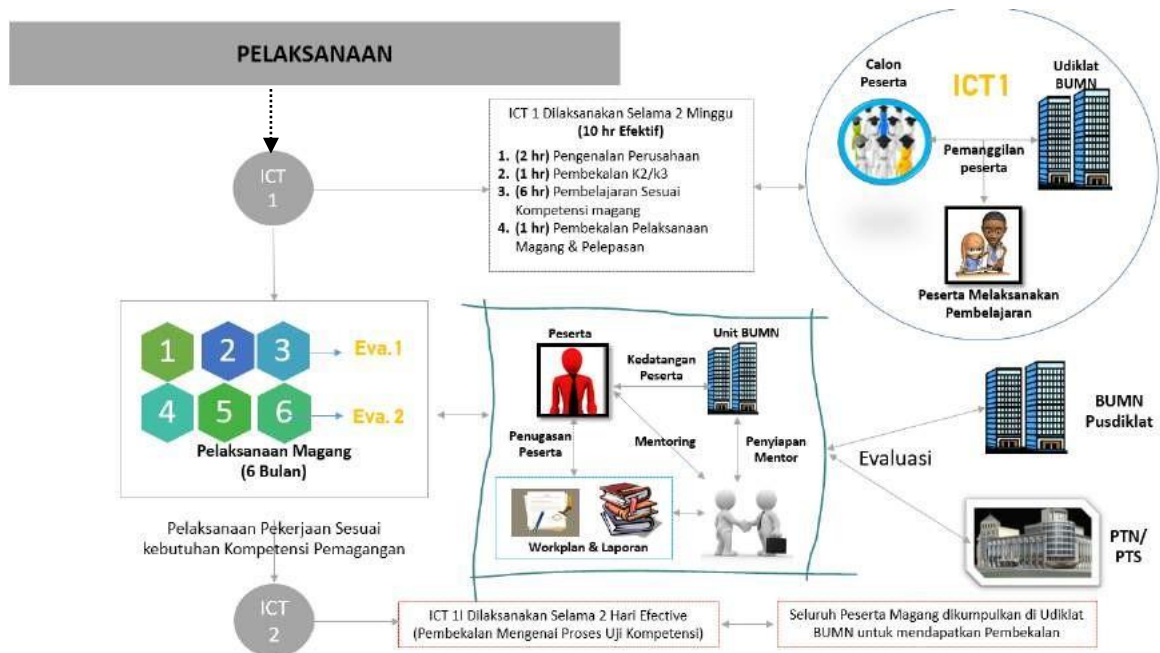 PELAKSANAAN
ICT
1
ICT 1 Dilaksanakan Selama 2 Minggu
(10 hr Efektif)
1. (2 hr) Pengenalan Perusahaan
2. (1 hr) Pembekalan K2/k3
3. (6 hr) Pembelajaran Sesuai
Kompetensi magang
4. (1 hr) Pembekalan Pelaksanaan
Magang & Pelepasan
Calon
Peserta
ICT1
Udiklat
BUMN
Pemanggilan
peserta
Peserta Melaksanakan
Pembelajaran
1 2 3 Eva.1
4 5 6 Eva. 2
Pelaksanaan Magang
(6 Bulan)
Peserta
Unit BUMN
Kedatangan
Peserta
Penugasan
Peserta
Mentoring
Penyiapan
Mentor
Workplan & Laporan
Evaluasi
BUMN
Pusdiklat
PTN/
PTS
Pelaksanaan Pekerjaan Sesuai
kebutuhan Kompetensi Pemagangan
ICT
2
ICT 1I Dilaksanakan Selama 2 Hari Efective
(Pembekalan Mengenai Proses Uji Kompetensi)
Seluruh Peserta Magang dikumpulkan di Udiklat
BUMN untuk mendapatkan Pembekalan